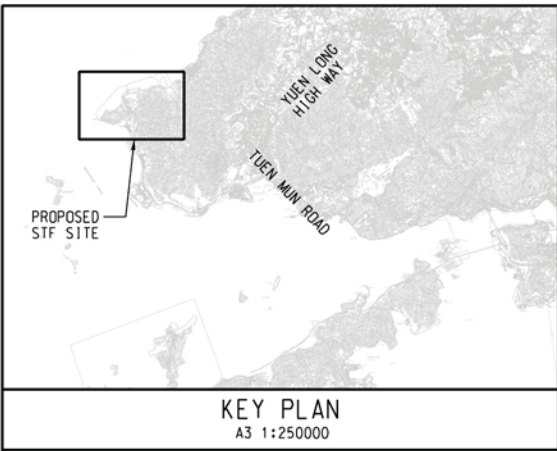 YUEN LONG
HIGH WAY
TUEN MUN ROAD
PROPOSED
STF SITE
KEY PLAN
A3 1:250000